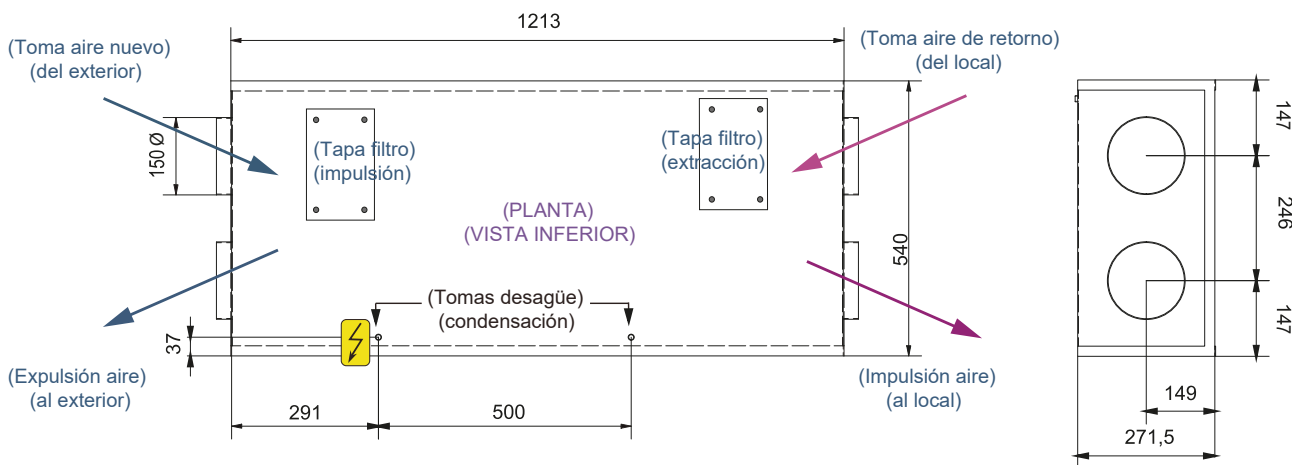 1213
(Toma aire nuevo)
(del exterior)
(Toma aire de retorno)
(del local)
150 Ø
(Tapa filtro)
(impulsión)
(Tapa filtro)
(extracción)
(PLANTA)
(VISTA INFERIOR)
540
147
246
147
(Tomas desagüe)
(condensación)
37
(Expulsión aire)
(al exterior)
(Impulsión aire)
(al local)
291
500
149
271,5